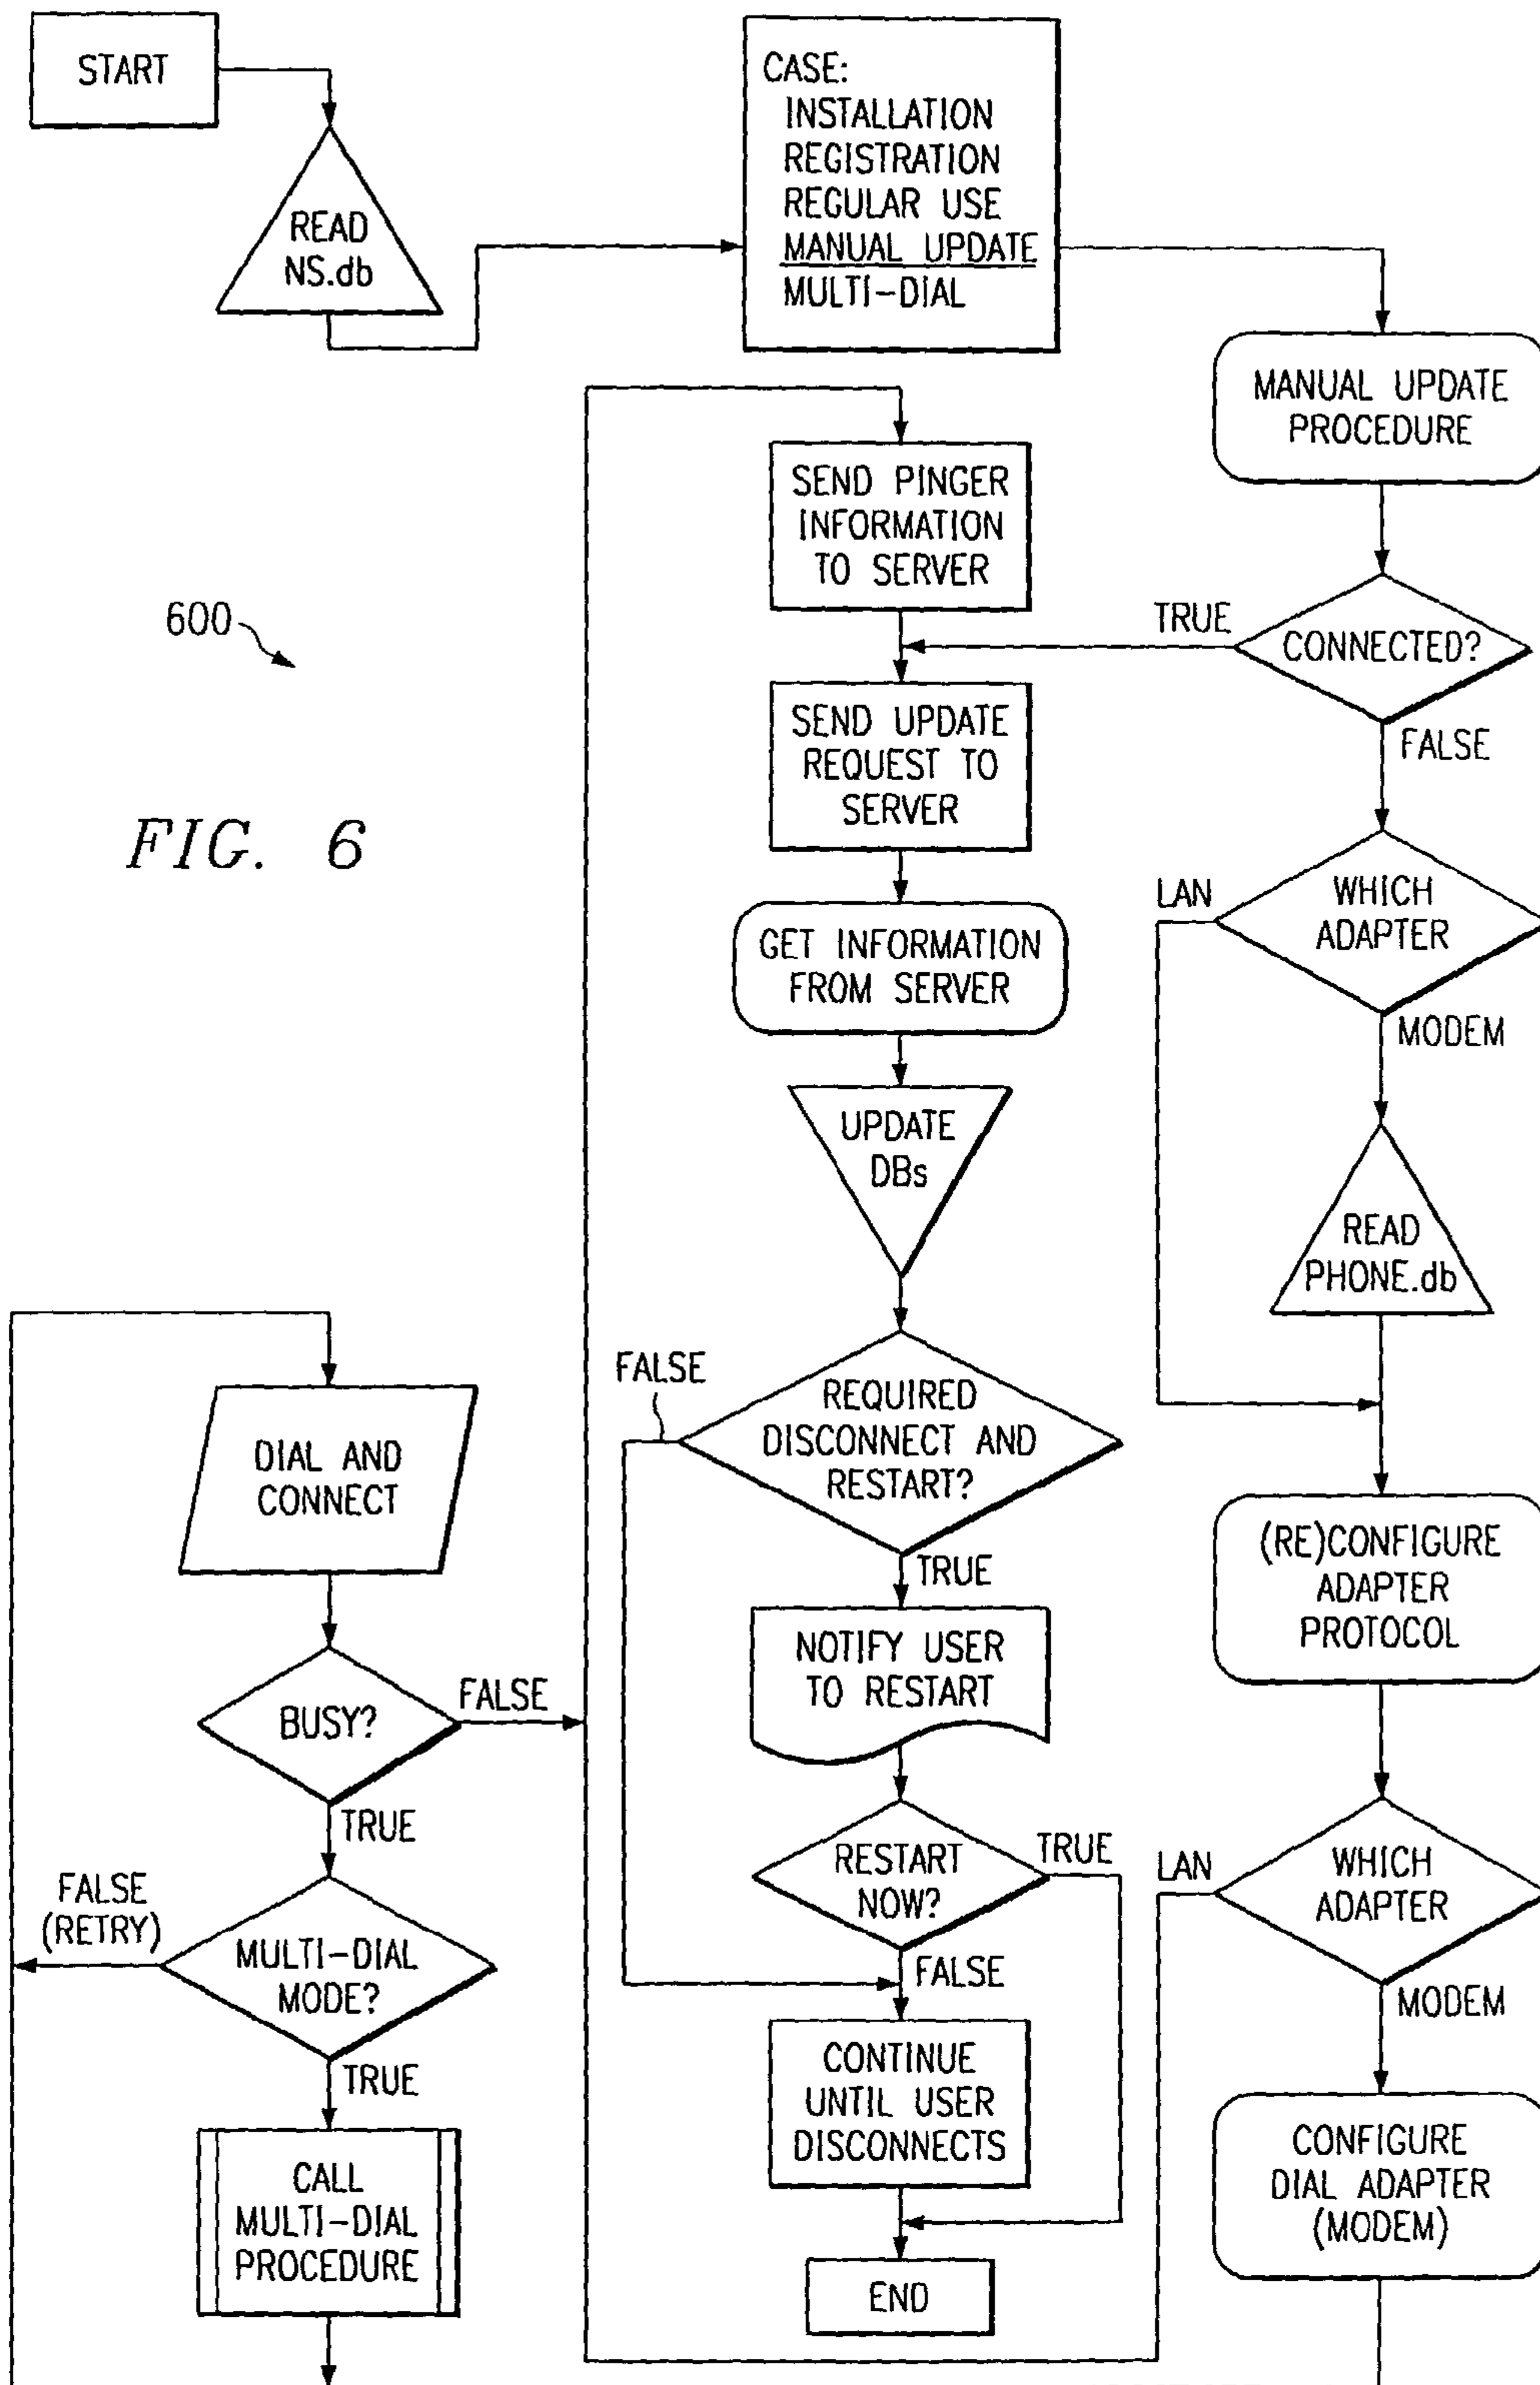 START
READ
NS.db
CASE:
INSTALLATION
REGISTRATION
REGULAR USE
MANUAL UPDATE
MULTI-DIAL
MANUAL UPDATE
PROCEDURE
SEND PINGER
INFORMATION
TO SERVER
TRUE
CONNECTED?
FALSE
600
SEND UPDATE
REQUEST TO
SERVER
FIG. 6
LAN
WHICH
ADAPTER
MODEM
GET INFORMATION
FROM SERVER
UPDATE
DBs
READ
PHONE.db
FALSE
REQUIRED
DISCONNECT AND
RESTART?
TRUE
DIAL AND
CONNECT
(RE)CONFIGURE
ADAPTER
PROTOCOL
NOTIFY USER
TO RESTART
BUSY?
FALSE
TRUE
RESTART
NOW?
TRUE
FALSE
LAN
WHICH
ADAPTER
MODEM
FALSE
(RETRY)
MULTI-DIAL
MODE?
TRUE
CONTINUE
UNTIL USER
DISCONNECTS
CALL
MULTI-DIAL
PROCEDURE
CONFIGURE
DIAL ADAPTER
(MODEM)
END